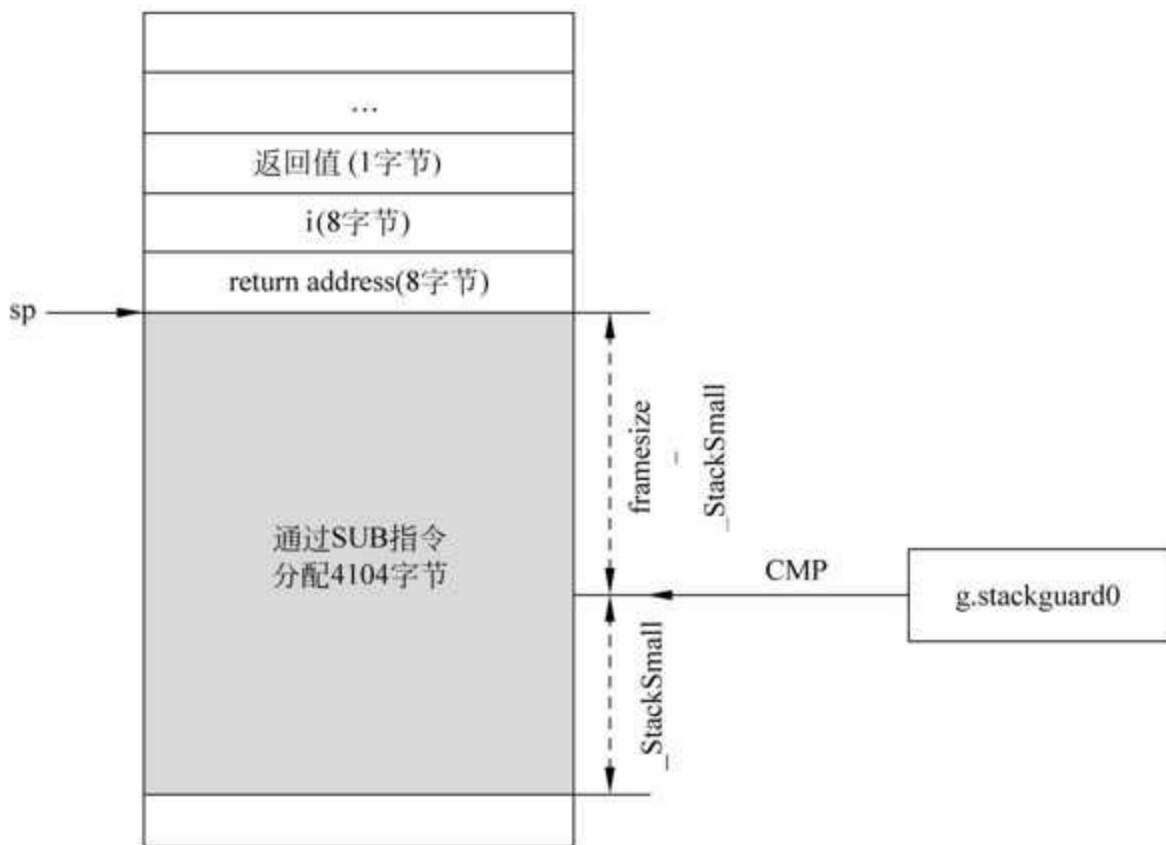 …
返回值 (1字节)
i(8字节)
return address(8字节)
sp
framesize
–
_StackSmall
通过SUB指令
分配4104字节
CMP
g.stackguard0
_StackSmall